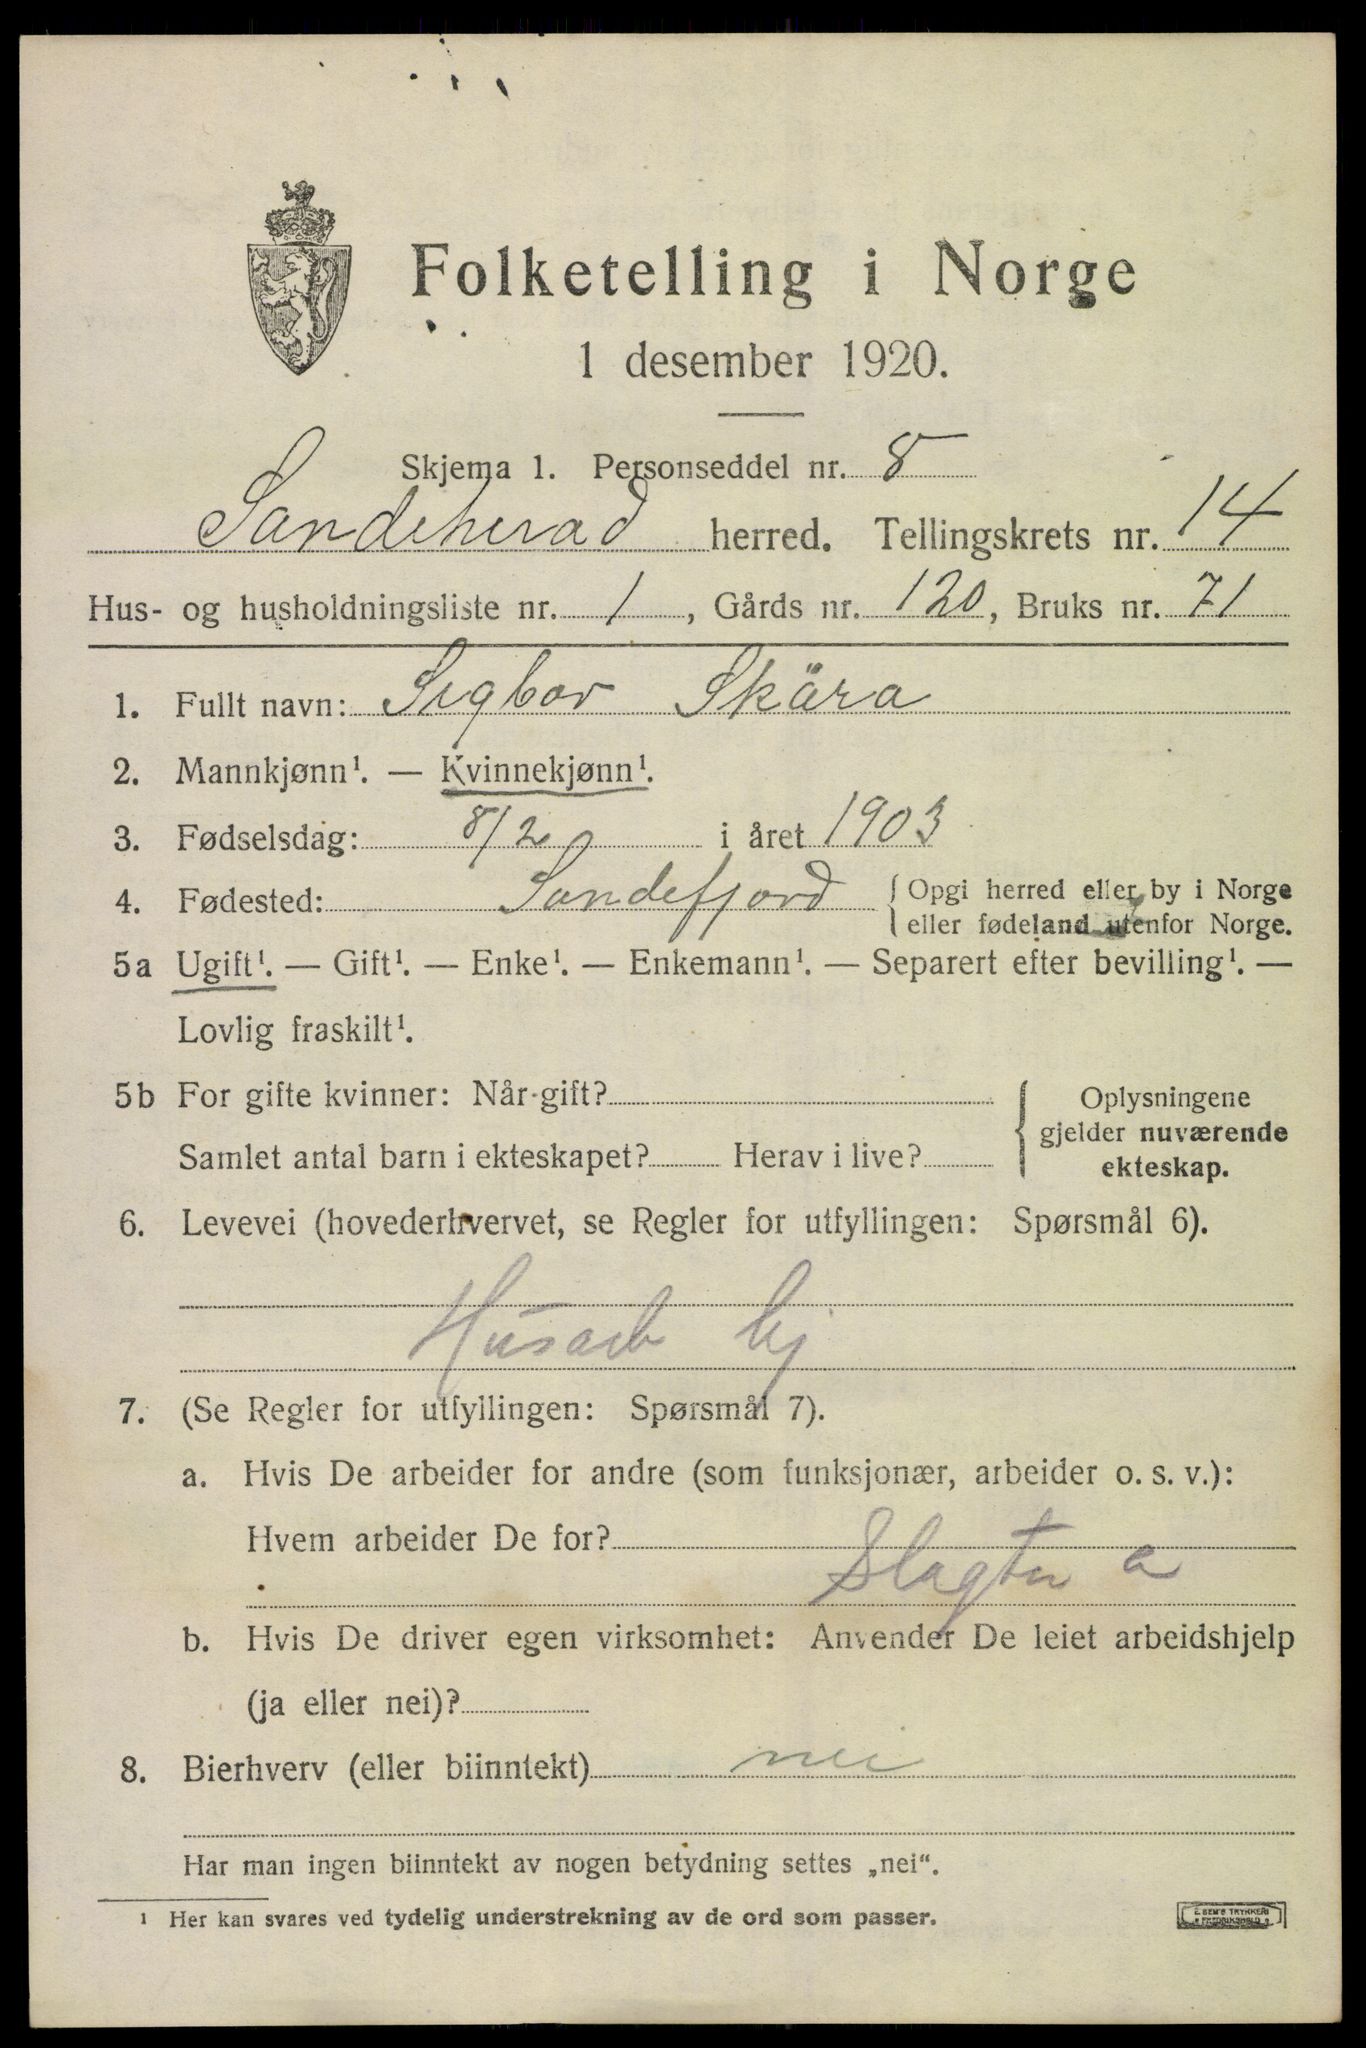 Folketelling i Norge
1 desember 1920.
Skjema 1. Personseddel nr. 8
Sandeherad herred. Tellingskrets nr. 14
Hus- og husholdningsliste nr. 1, Gårds nr. 120, Bruks nr. 71
1. Fullt navn: Sigbor Skära
2. Mannkjønn¹. — Kvinnekjønn¹.
3. Fødselsdag: 8/2 i året 1903
4. Fødested: Sandefjord { Opgi herred eller by i Norge
eller fødeland utenfor Norge.
5a Ugift¹. — Gift¹. — Enke¹. — Enkemann¹. — Separert efter bevilling¹. —
Lovlig fraskilt¹.
5b For gifte kvinner: Når gift?
Samlet antal barn i ekteskapet? Herav i live?
{ Oplysningene
gjelder nuværende
ekteskap.
6. Levevei (hovederhvervet, se Regler for utfyllingen: Spørsmål 6).
Husarb hj
7. (Se Regler for utfyllingen: Spørsmål 7).
a. Hvis De arbeider for andre (som funksjonær, arbeider o. s. v.):
Hvem arbeider De for?
Slagter a
b. Hvis De driver egen virksomhet: Anvender De leiet arbeidshjelp
(ja eller nei)?
8. Bierhverv (eller biinntekt) nei
Har man ingen biinntekt av nogen betydning settes „nei“.
¹ Her kan svares ved tydelig understrekning av de ord som passer.
E. SEM'S TRYKKERI
FREDRIKSHALD